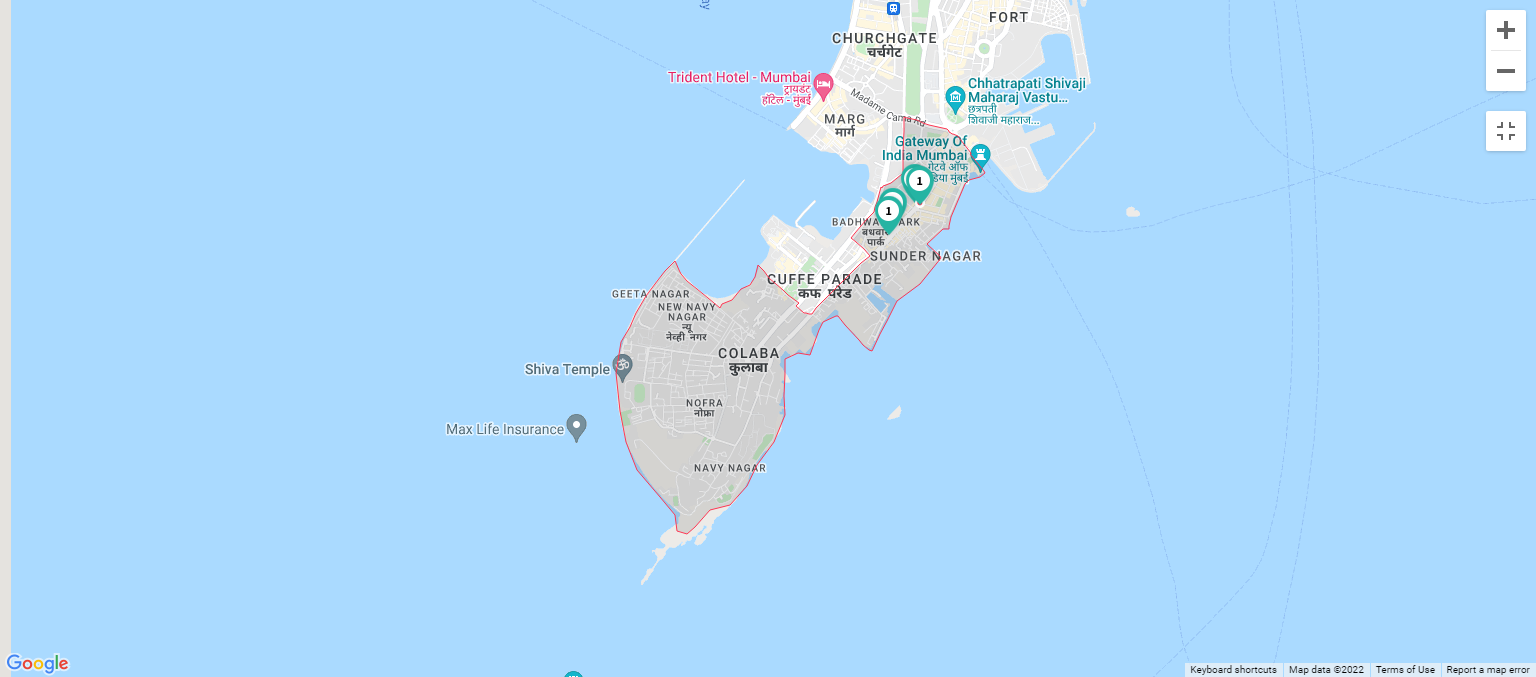 ay
FORT
CHURCHGATE
चर्चगेट
Trident Hotel - Mumbai
ट्रायडंट
हॉटेल - मुंबई
Chhatrapati Shivaji
Maharaj Vastu...
छत्रपती
शिवाजी महाराज...
Madame Cama Rd
MARG
मार्ग
Gateway Of
India Mumbai
गेटवे ऑफ
डिया मुंबई
1
1
BADHWA PARK
बधवार
पार्क
SUNDER NAGAR
CUFFE PARADE
कफ परेड
GEETA NAGAR
NEW NAVY
NAGAR
न्यू
नेव्ही नगर
COLABA
कुलाबा
Shiva Temple
NOFRA
नोफ्रा
Max Life Insurance
NAVY NAGAR
Google
Keyboard shortcuts
Map data ©2022
Terms of Use
Report a map error